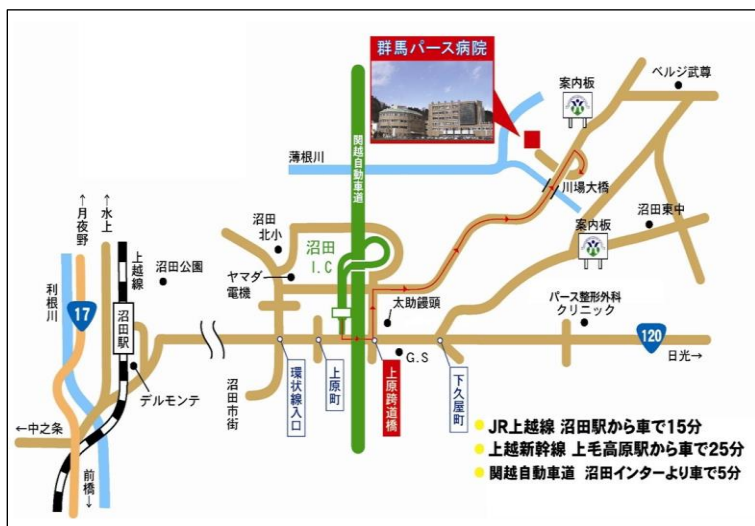 群馬パース病院
案内板
ベルジ武尊
関越自動車道
薄根川
川場大橋
←月夜野
←水上
上越線
沼田公園
沼田
北小
沼田
I.C
沼田東中
案内板
ヤマダ
電機
利根川
17
沼田駅
太助饅頭
パース整形外科
クリニック
120
日光→
G.S
デルモンテ
沼田市街
環状線入口
上原町
上原跨道橋
下久屋町
←中之条
前橋→
JR上越線 沼田駅から車で15分
上越新幹線 上毛高原駅から車で25分
関越自動車道 沼田インターより車で5分